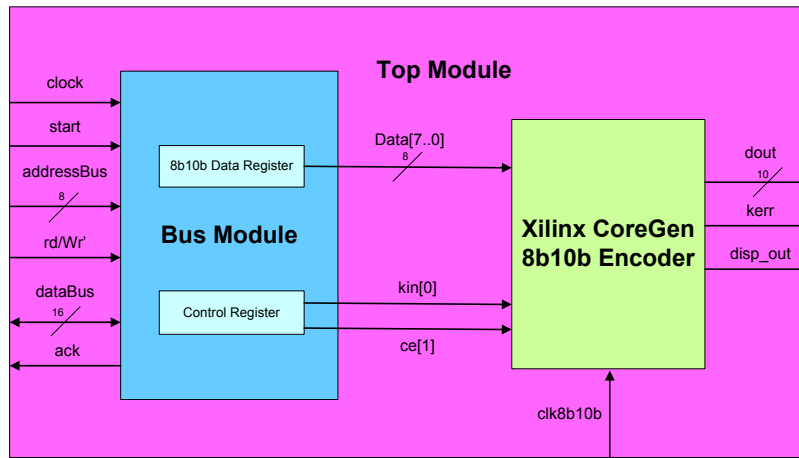 Top Module
clock
start
addressBus
8
rd/Wr'
dataBus
16
ack
8b10b Data Register
Bus Module
Control Register
Data[7..0]
8
kin[0]
ce[1]
Xilinx CoreGen
8b10b Encoder
dout
10
kerr
disp_out
clk8b10b